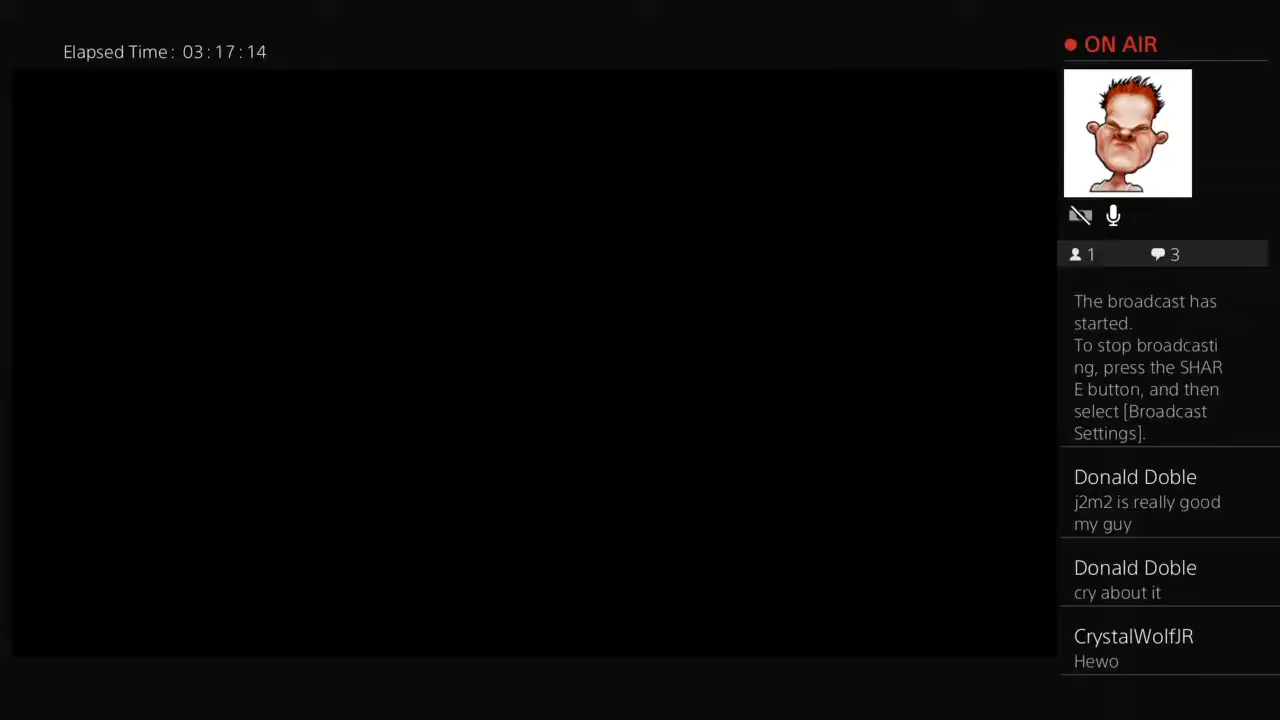 Elapsed Time: 03:17:14
ON AIR
1 3
The broadcast has
started.
To stop broadcasti
ng, press the SHAR
E button, and then
select [Broadcast
Settings].
Donald Doble
j2m2 is really good
my guy
Donald Doble
cry about it
CrystalWolfJR
Hewo